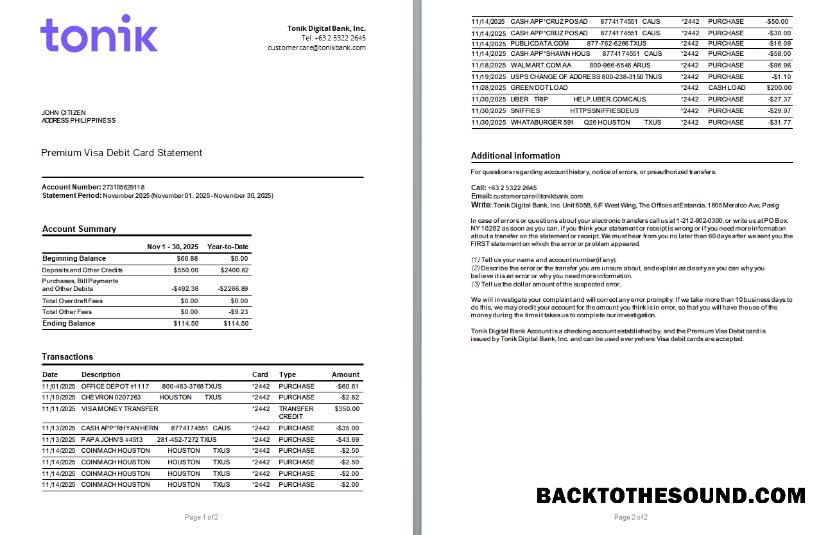 tonik
Tonik Digital Bank, Inc.
Tel: +63 2 5322 2645
customercare@tonikbank.com
JOHN CITIZEN
ADDRESS PHILIPPINESS
Premium Visa Debit Card Statement
Account Number: 273105629118
Statement Period: November 2025 (November 01, 2025 - November 30, 2025)
Account Summary
Nov 1 - 30, 2025 Year-to-Date
Beginning Balance $66.88 $0.00
Deposits and Other Credits $550.00 $2400.62
Purchases, Bill Payments
and Other Debits -$492.38 -$2266.89
Total Overdraft Fees $0.00 $0.00
Total Other Fees $0.00 -$9.23
Ending Balance $114.50 $114.50
Transactions
Date Description Card Type Amount
11/01/2025 OFFICE DEPOT #1117 800-463-3768 TXUS *2442 PURCHASE -$60.61
11/10/2025 CHEVRON 0207263 HOUSTON TXUS *2442 PURCHASE -$2.82
11/11/2025 VISA MONEY TRANSFER *2442 TRANSFER $350.00
CREDIT
11/13/2025 CASH APP*RHYAN HERN 8774174551 CAUS *2442 PURCHASE -$35.00
11/13/2025 PAPA JOHN'S #4513 281-452-7272 TXUS *2442 PURCHASE -$43.69
11/14/2025 COINMACH HOUSTON HOUSTON TXUS *2442 PURCHASE -$2.50
11/14/2025 COINMACH HOUSTON HOUSTON TXUS *2442 PURCHASE -$2.50
11/14/2025 COINMACH HOUSTON HOUSTON TXUS *2442 PURCHASE -$2.00
11/14/2025 COINMACH HOUSTON HOUSTON TXUS *2442 PURCHASE -$2.00
Page 1 of 2
11/14/2025 CASH APP*CRUZ POSAD 8774174551 CAUS *2442 PURCHASE -$50.00
11/14/2025 CASH APP*CRUZ POSAD 8774174551 CAUS *2442 PURCHASE -$30.00
11/14/2025 PUBLICDATA.COM 877-762-6266 TXUS *2442 PURCHASE -$16.09
11/14/2025 CASH APP*SHAWN HOUS 8774174551 CAUS *2442 PURCHASE -$58.00
11/18/2025 WALMART.COM AA 800-966-6546 ARUS *2442 PURCHASE -$96.96
11/19/2025 USPS CHANGE OF ADDRESS 800-238-3150 TNUS *2442 PURCHASE -$1.10
11/28/2025 GREEN DOT LOAD *2442 CASH LOAD $200.00
11/30/2025 UBER TRIP HELP.UBER.COMCAUS *2442 PURCHASE -$27.37
11/30/2025 SNIFFIES HTTPSSNIFFIESDEUS *2442 PURCHASE -$29.97
11/30/2025 WHATABURGER 591 Q26 HOUSTON TXUS *2442 PURCHASE -$31.77
Additional Information
For questions regarding account history, notice of errors, or preauthorized transfers:
Call: +63 2 5322 2645
Email: customercare@tonikbank.com
Write: Tonik Digital Bank, Inc. Unit 605B, 6/F West Wing, The Offices at Estancia, 1605 Meralco Ave, Pasig
In case of errors or questions about your electronic transfers call us at 1-212-902-0300, or write us at PO Box:
NY 10282 as soon as you can, if you think your statement or receipt is wrong or if you need more information
about a transfer on the statement or receipt. We must hear from you no later than 60 days after we sent you the
FIRST statement on which the error or problem appeared.
(1) Tell us your name and account number (if any).
(2) Describe the error or the transfer you are unsure about, and explain as clearly as you can why you
believe it is an error or why you need more information.
(3) Tell us the dollar amount of the suspected error.
We will investigate your complaint and will correct any error promptly. If we take more than 10 business days to
do this, we may credit your account for the amount you think is in error, so that you will have the use of the
money during the time it takes us to complete our investigation.
Tonik Digital Bank Account is a checking account established by, and the Premium Visa Debit card is
issued by Tonik Digital Bank, Inc. and can be used everywhere Visa debit cards are accepted.
BACKTOTHESOUND.COM
Page 2 of 2